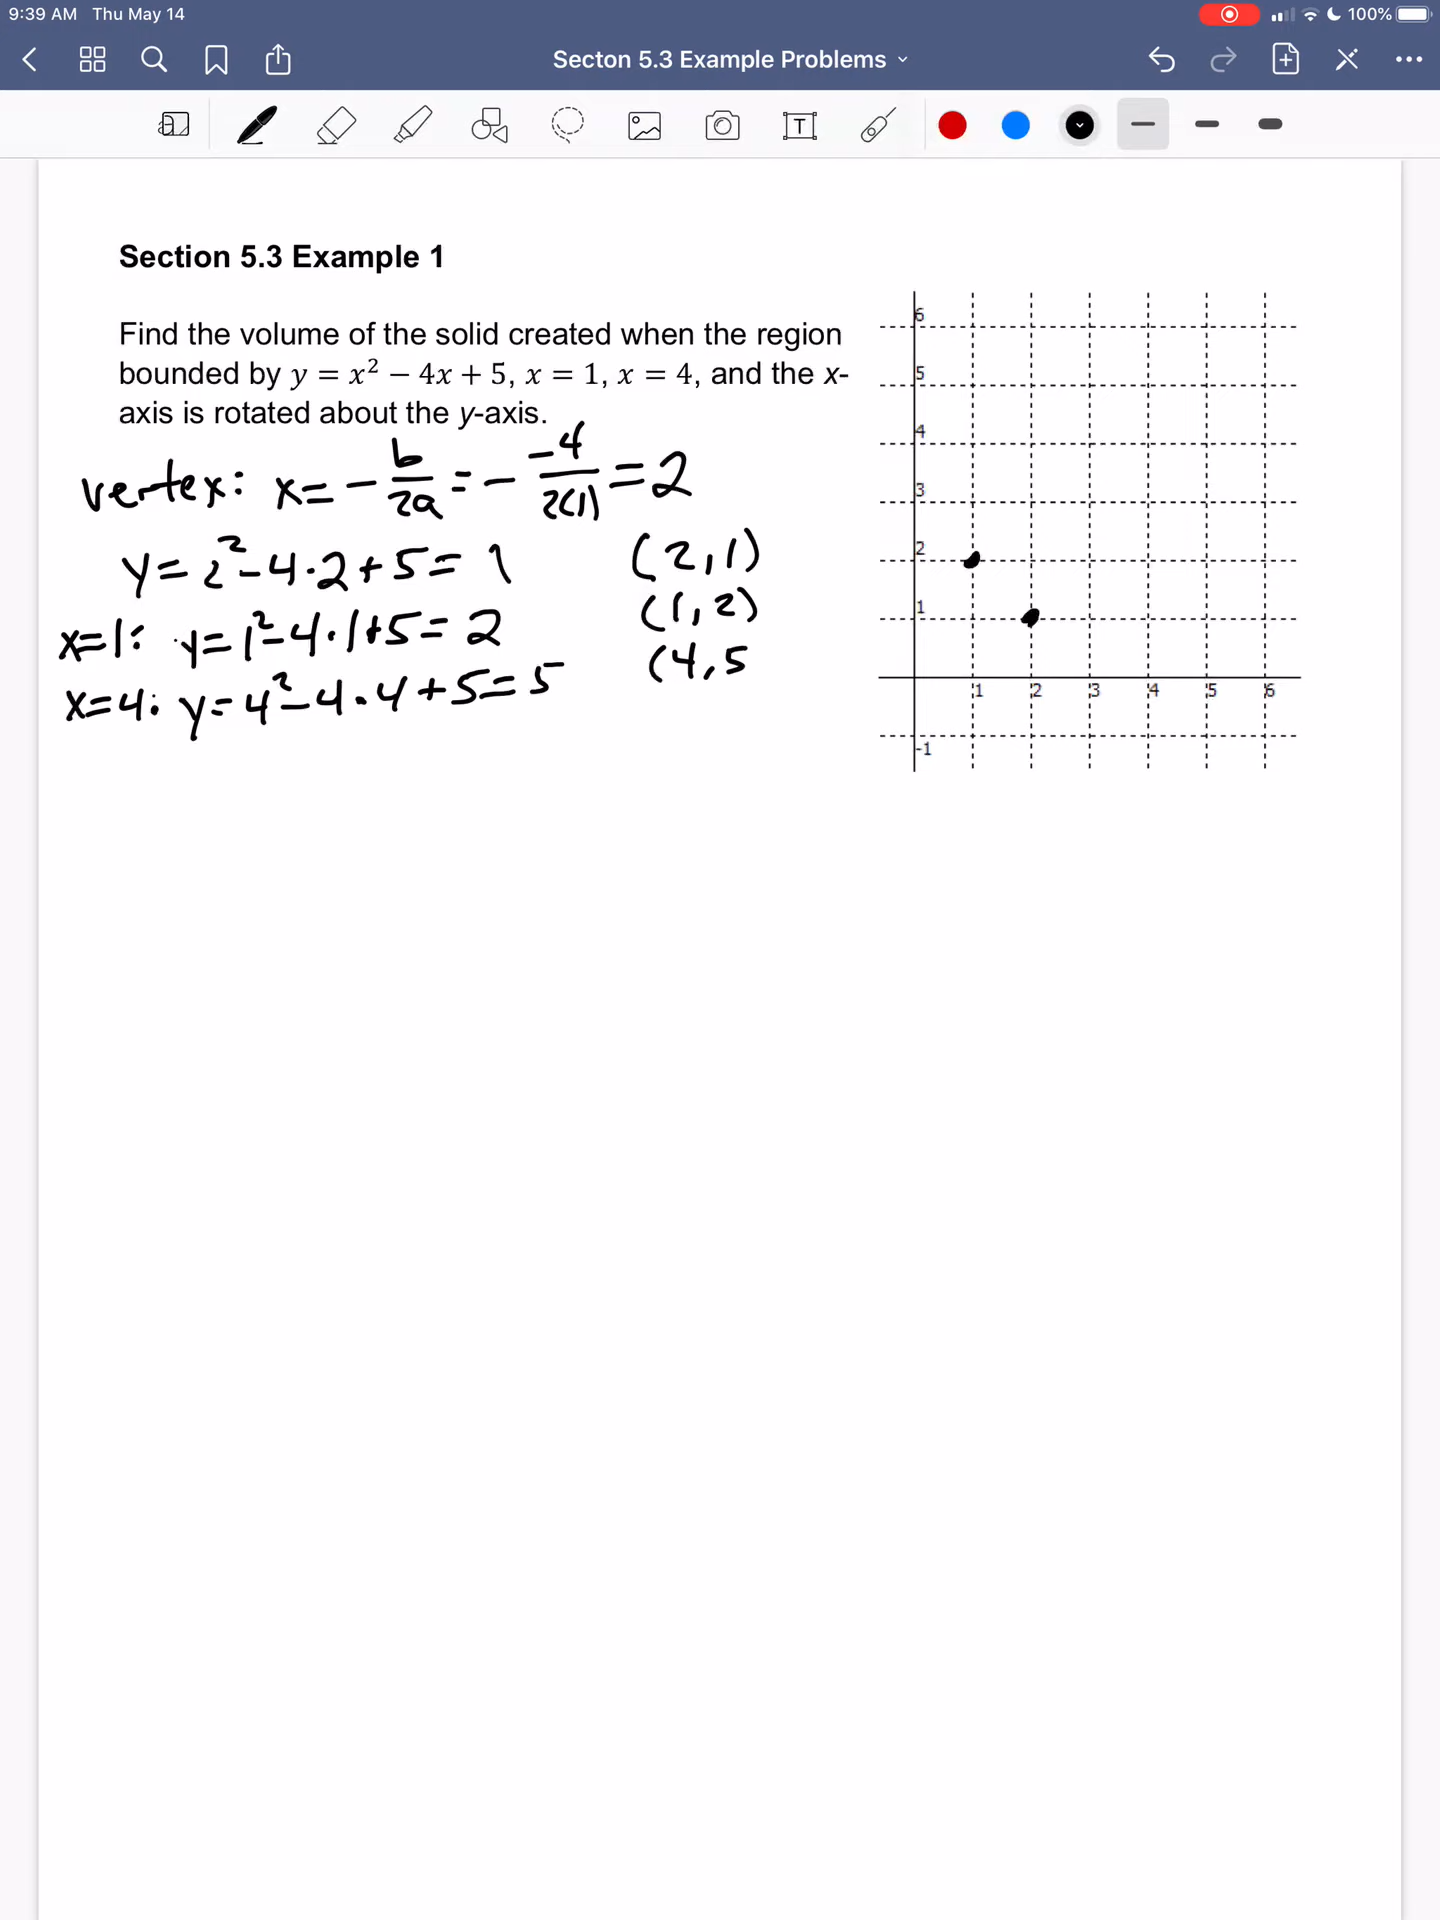 9:39 AM Thu May 14 100%
Secton 5.3 Example Problems
a T
Section 5.3 Example 1
Find the volume of the solid created when the region
bounded by y = x² − 4x + 5, x = 1, x = 4, and the x-
axis is rotated about the y-axis.
vertex: x = - b/2a = - -4/2(1) = 2
y = 2² - 4 · 2 + 5 = 1 (2,1)
x=1: y = 1² - 4 · 1 + 5 = 2 (1,2)
x=4: y = 4² - 4 · 4 + 5 = 5 (4,5
6
5
4
3
2
1
1 2 3 4 5 6
-1